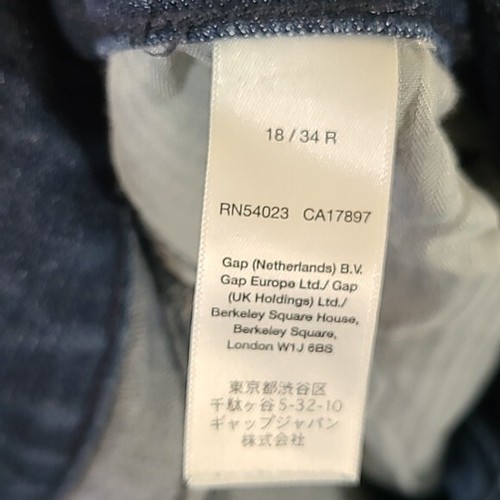 18 / 34 R
RN54023 CA17897
Gap (Netherlands) B.V.
Gap Europe Ltd./ Gap
(UK Holdings) Ltd./
Berkeley Square House,
Berkeley Square,
London W1J 6BS
東京都渋谷区
千駄ヶ谷5-32-10
ギャップジャパン
株式会社